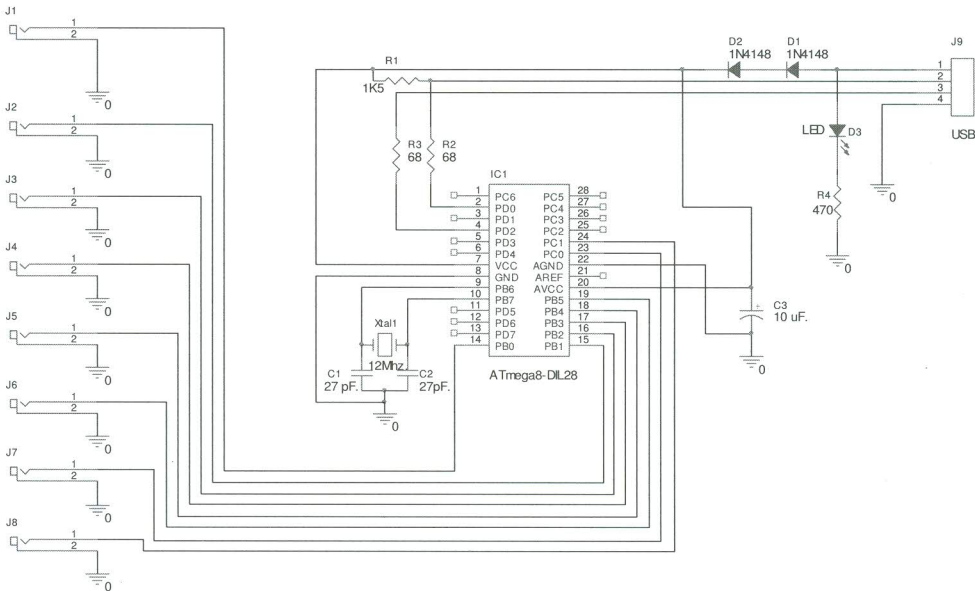 J1
1
2
0
J2
1
2
0
J3
1
2
0
J4
1
2
0
J5
1
2
0
J6
1
2
0
J7
1
2
0
J8
1
2
0
R1
1K5
R3
68
R2
68
D2
1N4148
D1
1N4148
J9
1
2
3
4
USB
0
LED
D3
R4
470
0
IC1
1 PC6 PC5 28
2 PD0 PC4 27
3 PD1 PC3 26
4 PD2 PC2 25
5 PD3 PC1 24
6 PD4 PC0 23
7 VCC AGND 22
8 GND AREF 21
9 PB6 AVCC 20
10 PB7 PB5 19
11 PD5 PB4 18
12 PD6 PB3 17
13 PD7 PB2 16
14 PB0 PB1 15
ATmega8-DIL28
Xtal1
12Mhz.
C1
27pF.
C2
27pF.
0
+
C3
10 uF.
0